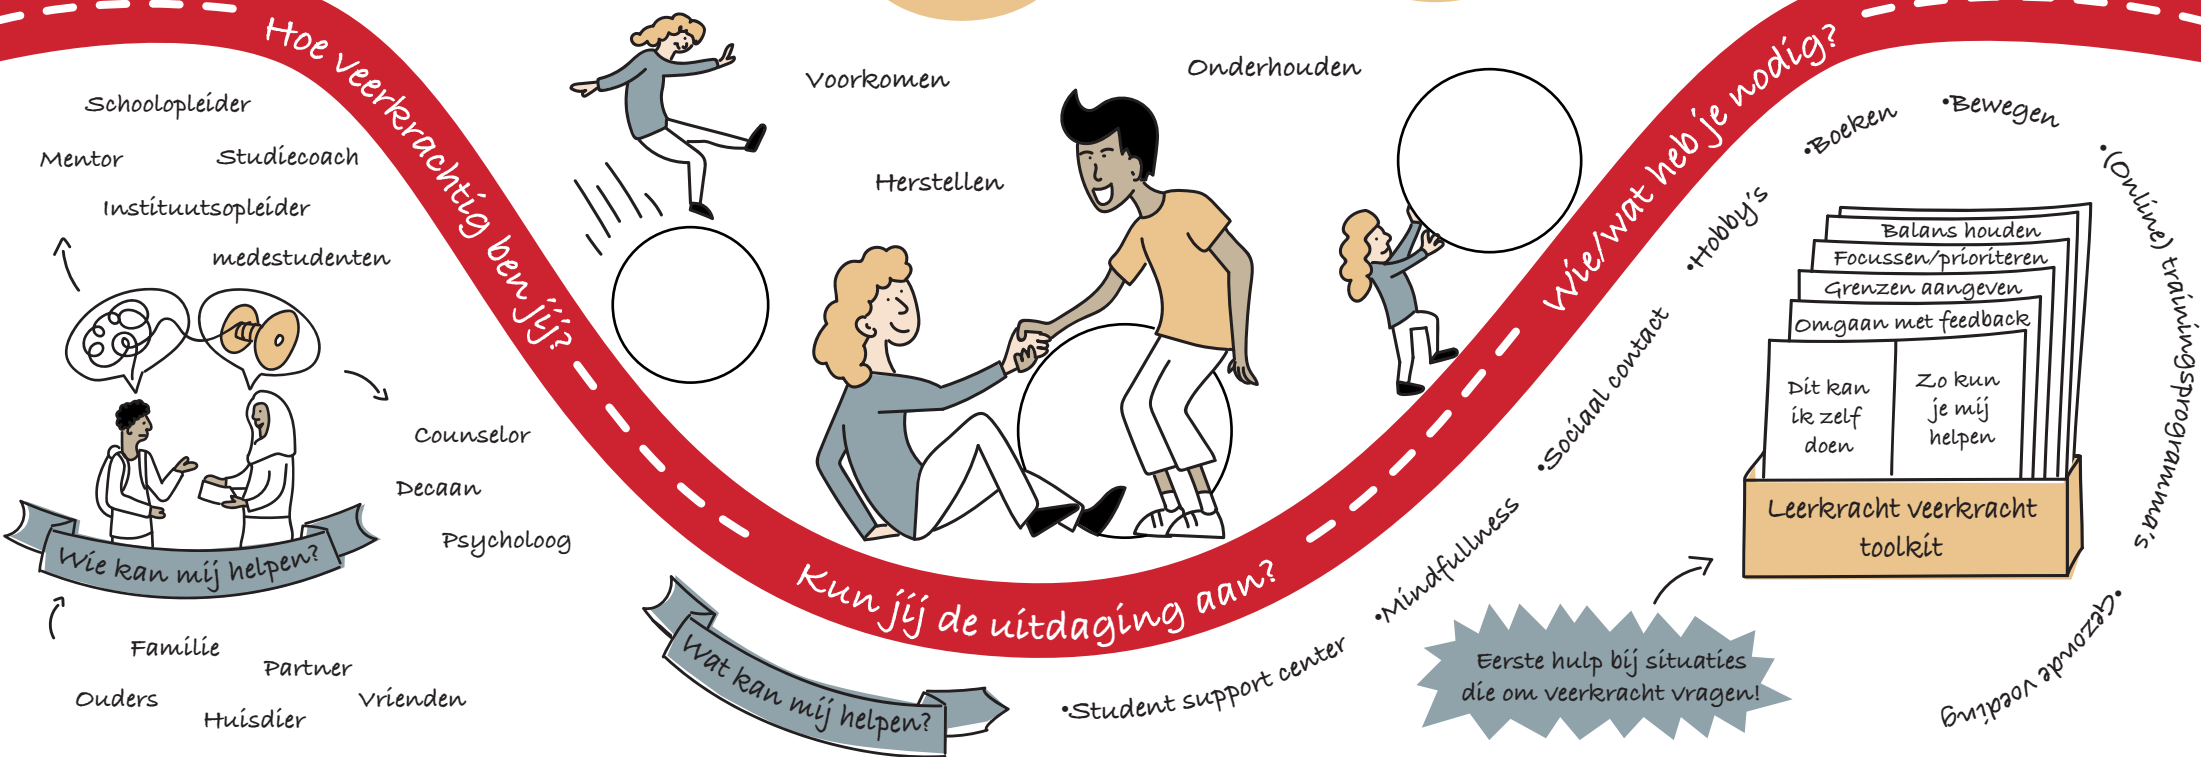 Hoe veerkrachtig ben jij?
Kun jij de uitdaging aan?
Wie/wat heb je nodig?
Schoolopleider
Mentor
Studiecoach
Instituutsopleider
medestudenten
Counselor
Decaan
Psycholoog
Wie kan mij helpen?
Familie
Partner
Ouders
Vrienden
Huisdier
Voorkomen
Herstellen
Onderhouden
Wat kan mij helpen?
•Student support center
•Mindfullness
•Sociaal contact
•Hobby's
•Boeken
•Bewegen
•(Online) trainingsprogramma's
•Gezonde voeding
Balans houden
Focussen/prioriteren
Grenzen aangeven
Omgaan met feedback
Dit kan
ik zelf
doen
Zo kun
je mij
helpen
Leerkracht veerkracht
toolkit
Eerste hulp bij situaties
die om veerkracht vragen!